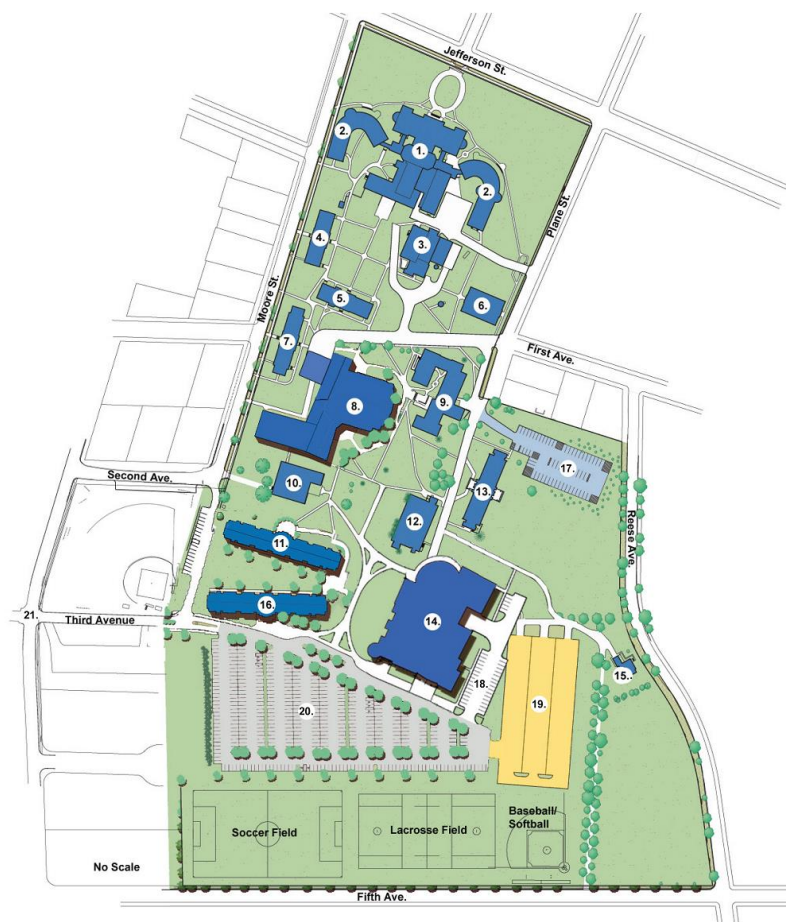 Jefferson St.
2.
1.
2.
Plane St.
4.
3.
5.
6.
Moore St.
7.
First Ave.
8.
9.
17.
Second Ave.
10.
13.
12.
Reese Ave.
11.
16.
21.
Third Avenue
14.
15.
18.
19.
20.
Soccer Field
Lacrosse Field
Baseball/
Softball
No Scale
Fifth Ave.